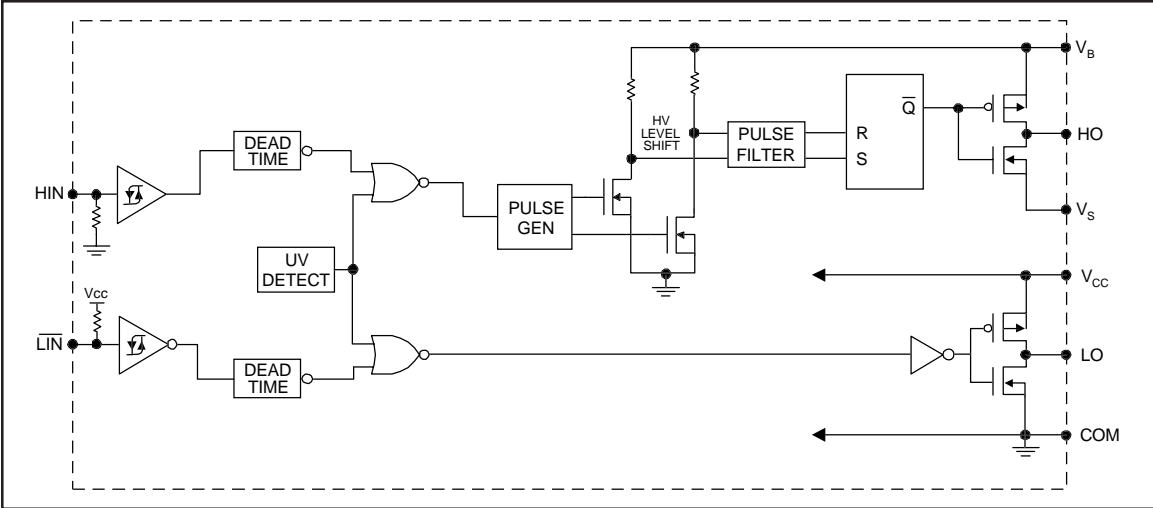 V_B
HV
LEVEL
SHIFT
PULSE
FILTER
R
S
Q̅
HO
V_S
HIN
DEAD
TIME
PULSE
GEN
UV
DETECT
V_CC
Vcc
L̅I̅N̅
DEAD
TIME
LO
COM